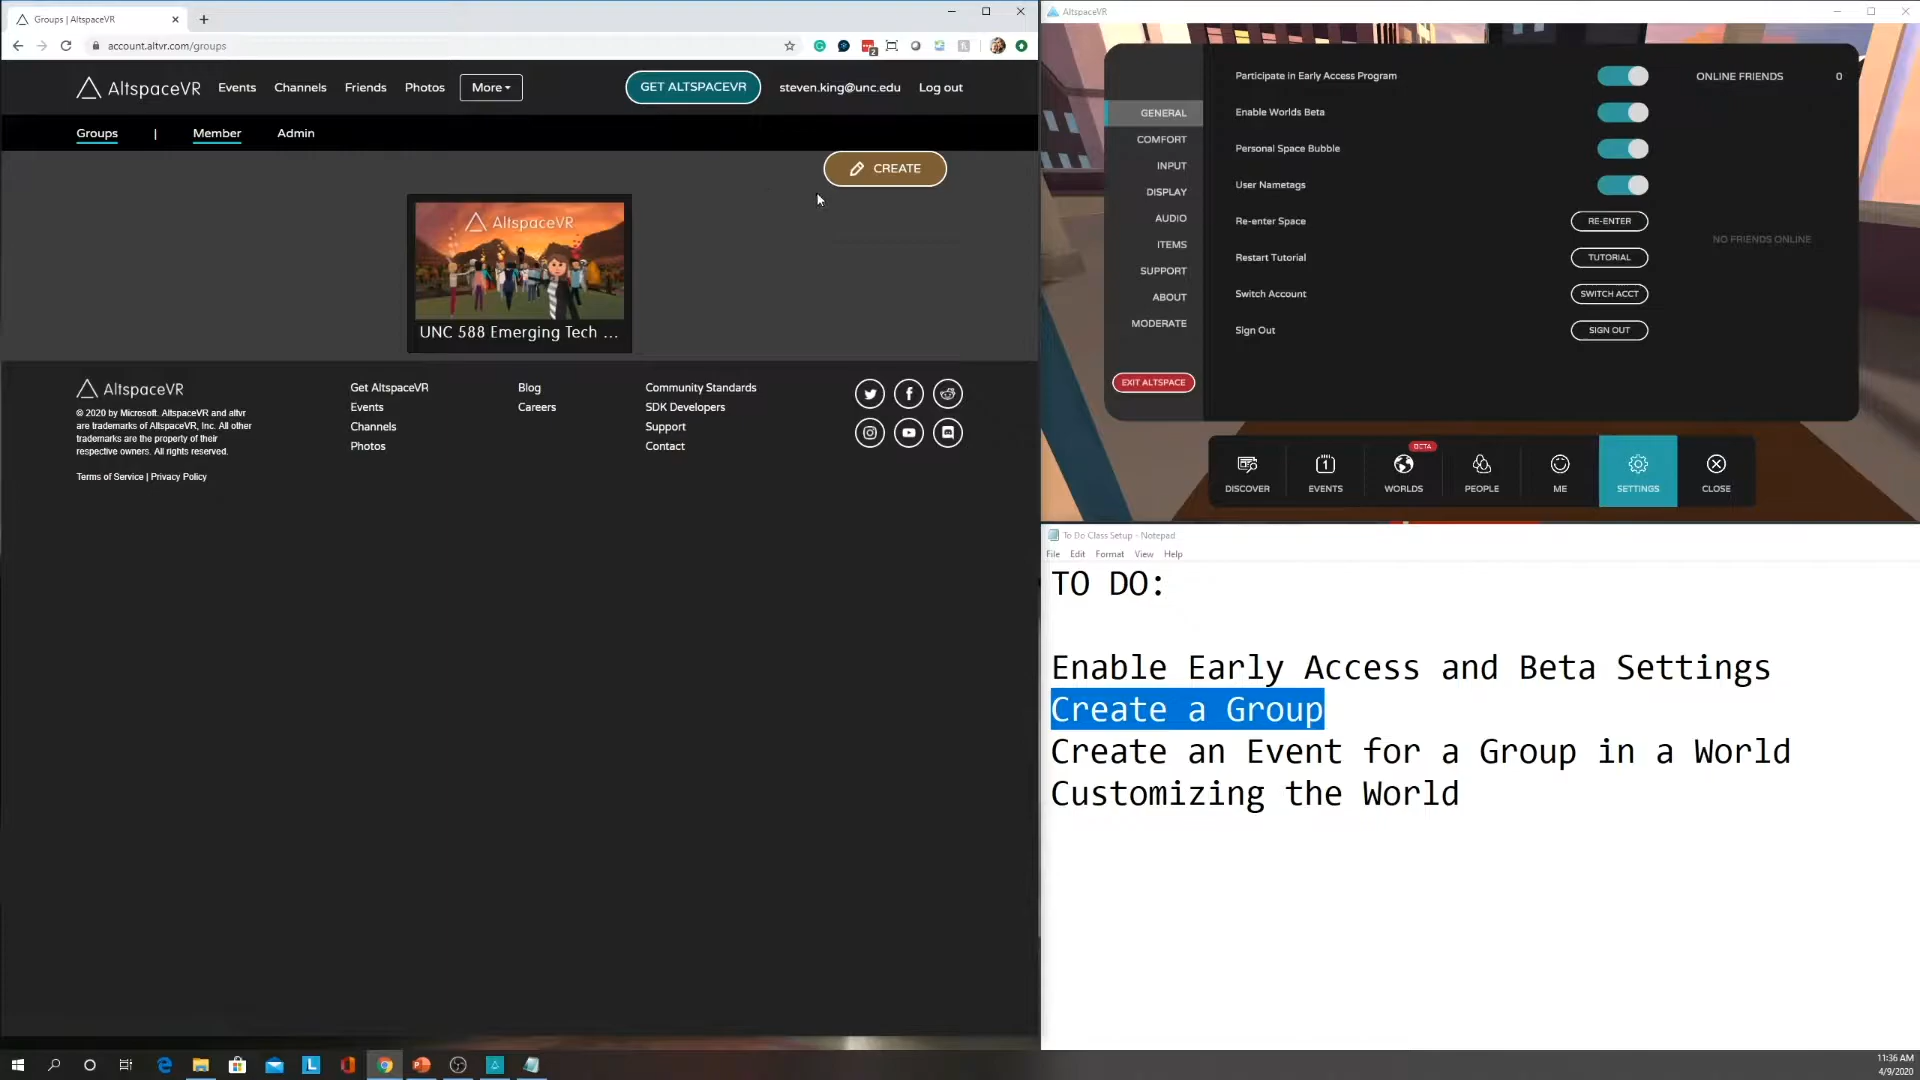 Groups | AltspaceVR
account.altvr.com/groups
2
AltspaceVR
Events
Channels
Friends
Photos
More
GET ALTSPACEVR
steven.king@unc.edu
Log out
Groups | Member Admin
CREATE
AltspaceVR
UNC 588 Emerging Tech ...
AltspaceVR
© 2020 by Microsoft. AltspaceVR and altvr
are trademarks of AltspaceVR, Inc. All other
trademarks are the property of their
respective owners. All rights reserved.
Terms of Service | Privacy Policy
Get AltspaceVR
Events
Channels
Photos
Blog
Careers
Community Standards
SDK Developers
Support
Contact
AltspaceVR
GENERAL
COMFORT
INPUT
DISPLAY
AUDIO
ITEMS
SUPPORT
ABOUT
MODERATE
EXIT ALTSPACE
Participate in Early Access Program
Enable Worlds Beta
Personal Space Bubble
User Nametags
Re-enter Space RE-ENTER
Restart Tutorial TUTORIAL
Switch Account SWITCH ACCT
Sign Out SIGN OUT
ONLINE FRIENDS 0
NO FRIENDS ONLINE
DISCOVER
1
EVENTS
BETA
WORLDS
PEOPLE
ME
SETTINGS
CLOSE
To Do Class Setup - Notepad
File Edit Format View Help
TO DO:
Enable Early Access and Beta Settings
Create a Group
Create an Event for a Group in a World
Customizing the World
L
11:36 AM
4/9/2020